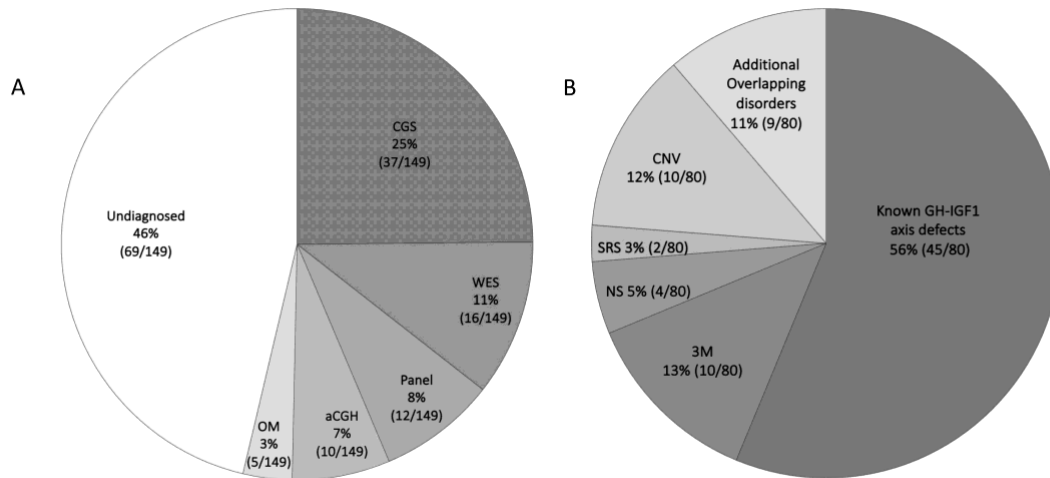 A
CGS
25%
(37/149)
WES
11%
(16/149)
Panel
8%
(12/149)
aCGH
7%
(10/149)
OM
3%
(5/149)
Undiagnosed
46%
(69/149)
B
Additional
Overlapping
disorders
11% (9/80)
CNV
12% (10/80)
SRS 3% (2/80)
NS 5% (4/80)
3M
13% (10/80)
Known GH-IGF1
axis defects
56% (45/80)